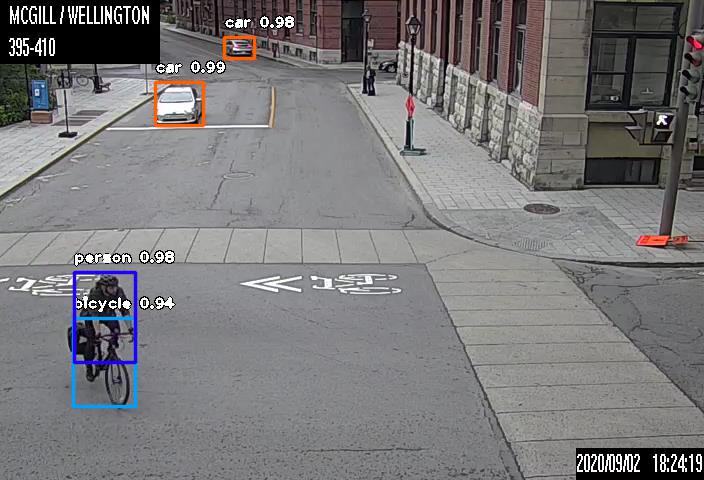 MCGILL / WELLINGTON
395-410
car 0.98
car 0.99
person 0.98
bicycle 0.94
2020/09/02 18:24:19